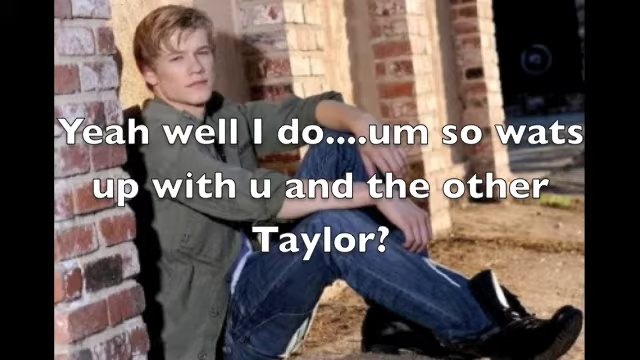 Yeah well I do....um so wats
up with u and the other
Taylor?